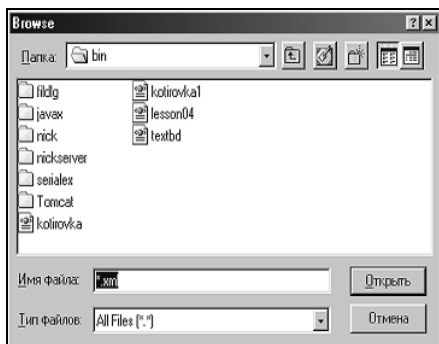 Browse
Папка: bin
fildlg
javax
nick
nickserver
serialex
Tomcat
kotirovka
kotirovka1
lesson04
textbd
Имя файла: *.xml
Открыть
Тип файлов: All Files (*.*)
Отмена